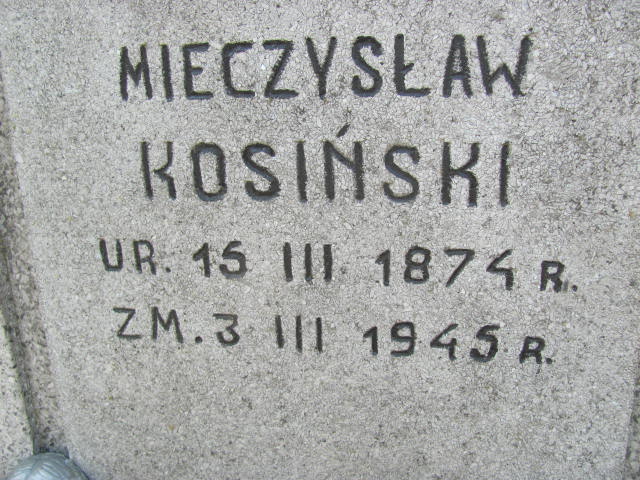 MIECZYSŁAW
KOSIŃSKI
UR. 15 III 1874 R.
ZM. 3 III 1945 R.